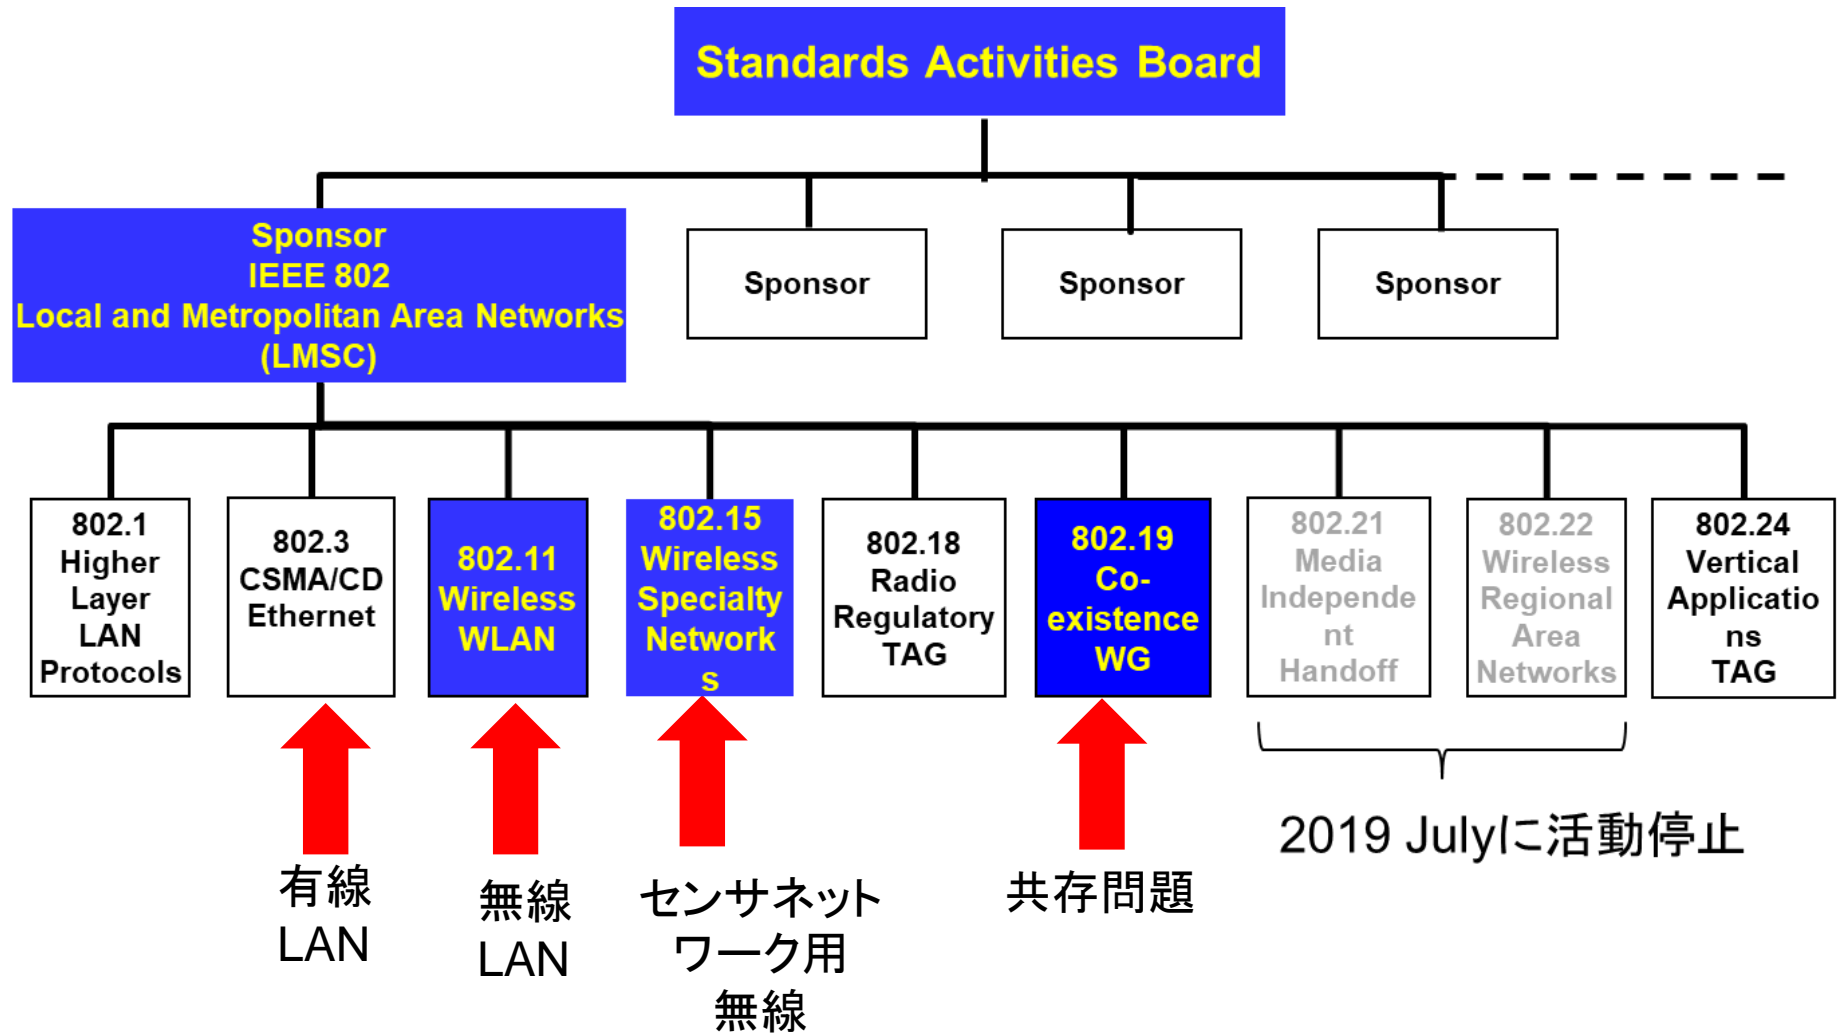 Standards Activities Board
Sponsor
IEEE 802
Local and Metropolitan Area Networks
(LMSC)
Sponsor
Sponsor
Sponsor
802.1
Higher
Layer
LAN
Protocols
802.3
CSMA/CD
Ethernet
802.11
Wireless
WLAN
802.15
Wireless
Specialty
Network
s
802.18
Radio
Regulatory
TAG
802.19
Co-
existence
WG
802.21
Media
Independe
nt
Handoff
802.22
Wireless
Regional
Area
Networks
802.24
Vertical
Applicatio
ns
TAG
有線
LAN
無線
LAN
センサネット
ワーク用
無線
共存問題
2019 Julyに活動停止